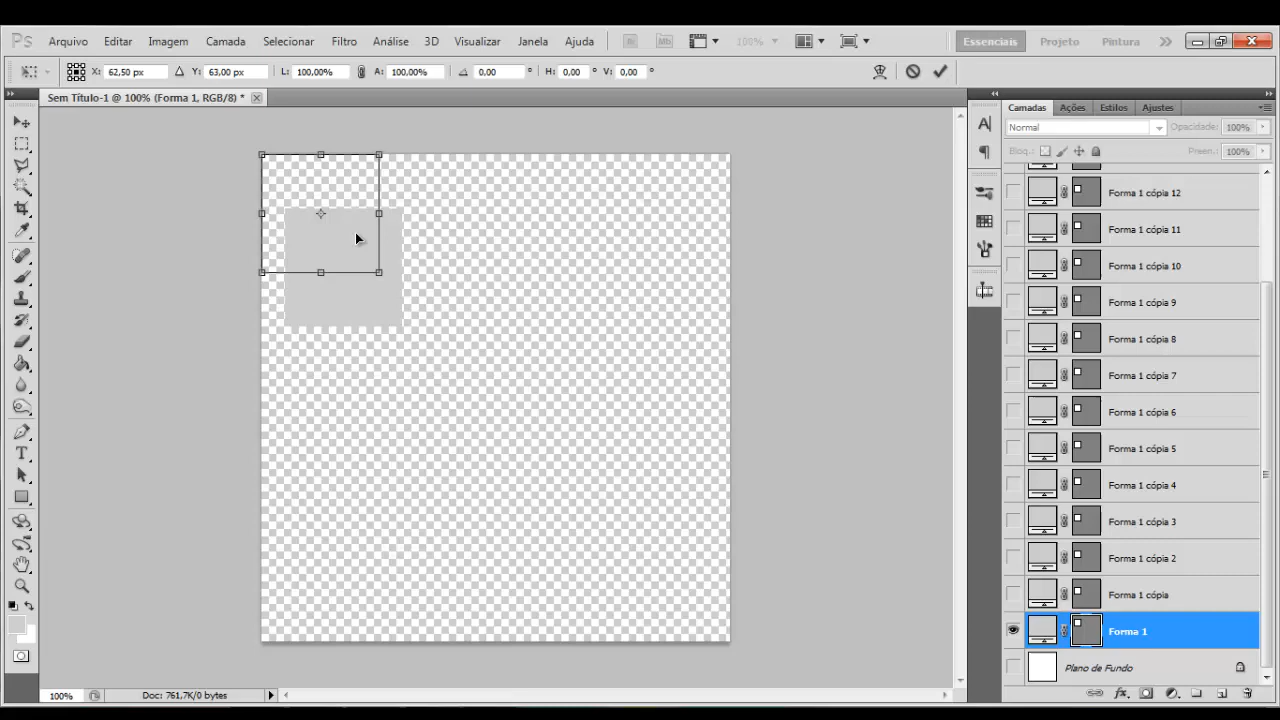 Ps Arquivo Editar Imagem Camada Selecionar Filtro Análise 3D Visualizar Janela Ajuda Br Mb 100% Essenciais Projeto Pintura
X: 62,50 px Y: 63,00 px L: 100,00% A: 100,00% 0,00 ° H: 0,00 ° V: 0,00 °
Sem Título-1 @ 100% (Forma 1, RGB/8) *
Camadas Ações Estilos Ajustes
Normal Opacidade: 100%
Bloq.: Preen.: 100%
Forma 1 cópia 12
Forma 1 cópia 11
Forma 1 cópia 10
Forma 1 cópia 9
Forma 1 cópia 8
Forma 1 cópia 7
Forma 1 cópia 6
Forma 1 cópia 5
Forma 1 cópia 4
Forma 1 cópia 3
Forma 1 cópia 2
Forma 1 cópia
Forma 1
Plano de Fundo
100% Doc: 761,7K/0 bytes